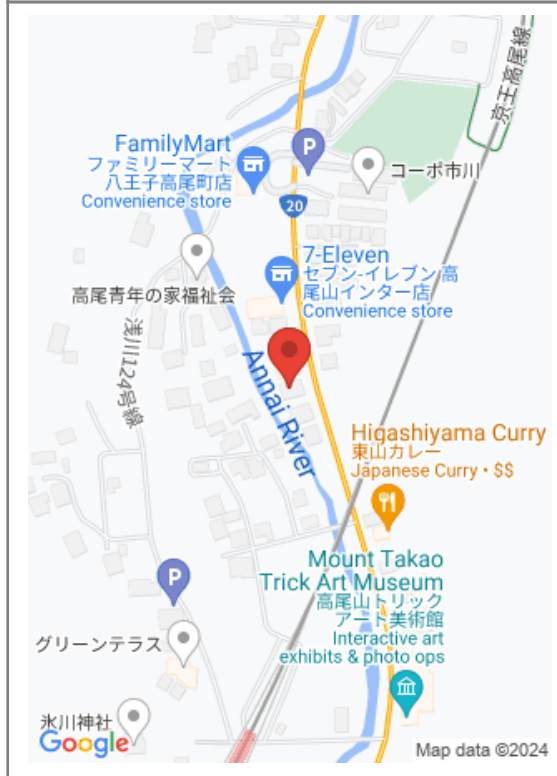 京王高尾線
FamilyMart
ファミリーマート
八王子高尾町店
Convenience store
P
コーポ市川
20
7-Eleven
セブン-イレブン 高
尾山インター店
Convenience store
高尾青年の家福祉会
浅川124号線
Annai River
Higashiyama Curry
東山カレー
Japanese Curry • $$
Mount Takao
Trick Art Museum
高尾山トリック
アート美術館
Interactive art
exhibits & photo ops
P
グリーンテラス
氷川神社
Google
Map data ©2024